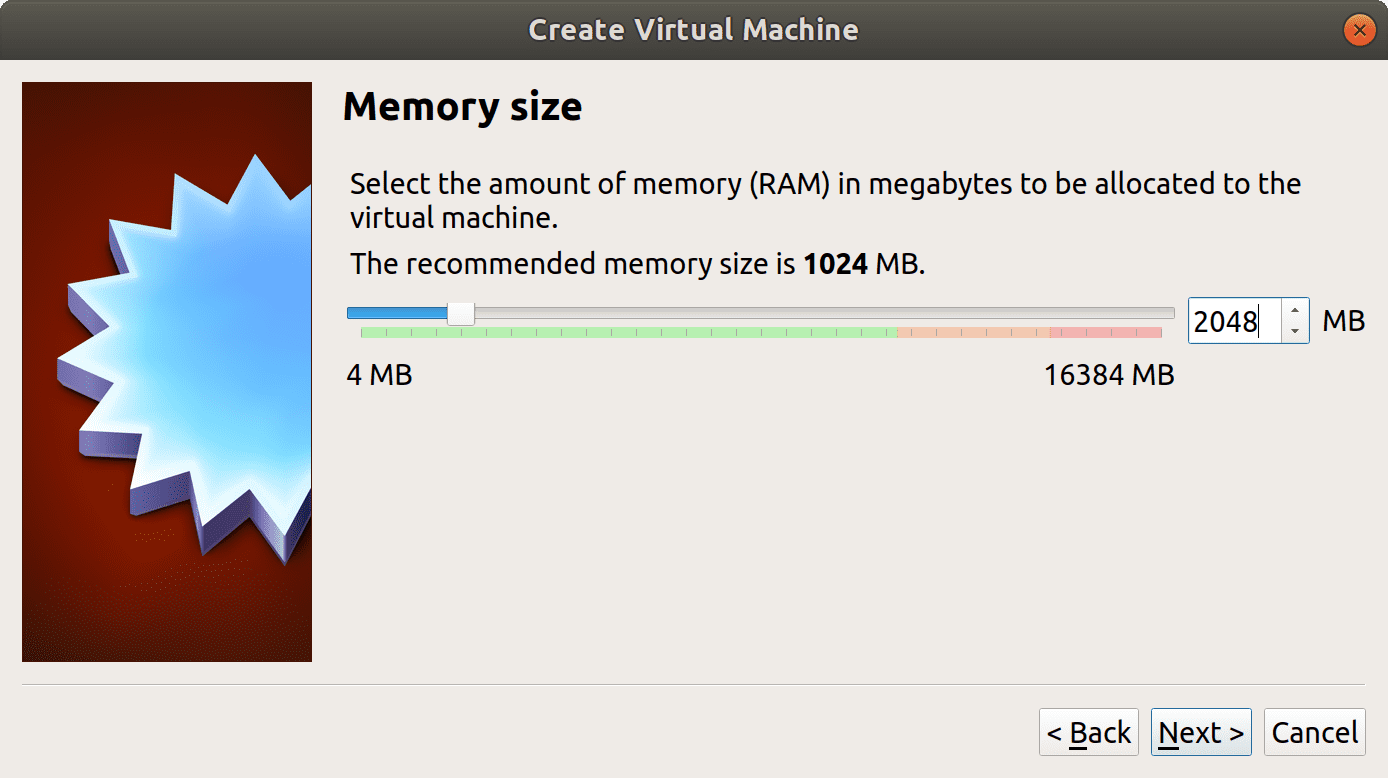 Create Virtual Machine
Memory size
Select the amount of memory (RAM) in megabytes to be allocated to the
virtual machine.
The recommended memory size is 1024 MB.
2048 MB
4 MB 16384 MB
< Back Next > Cancel